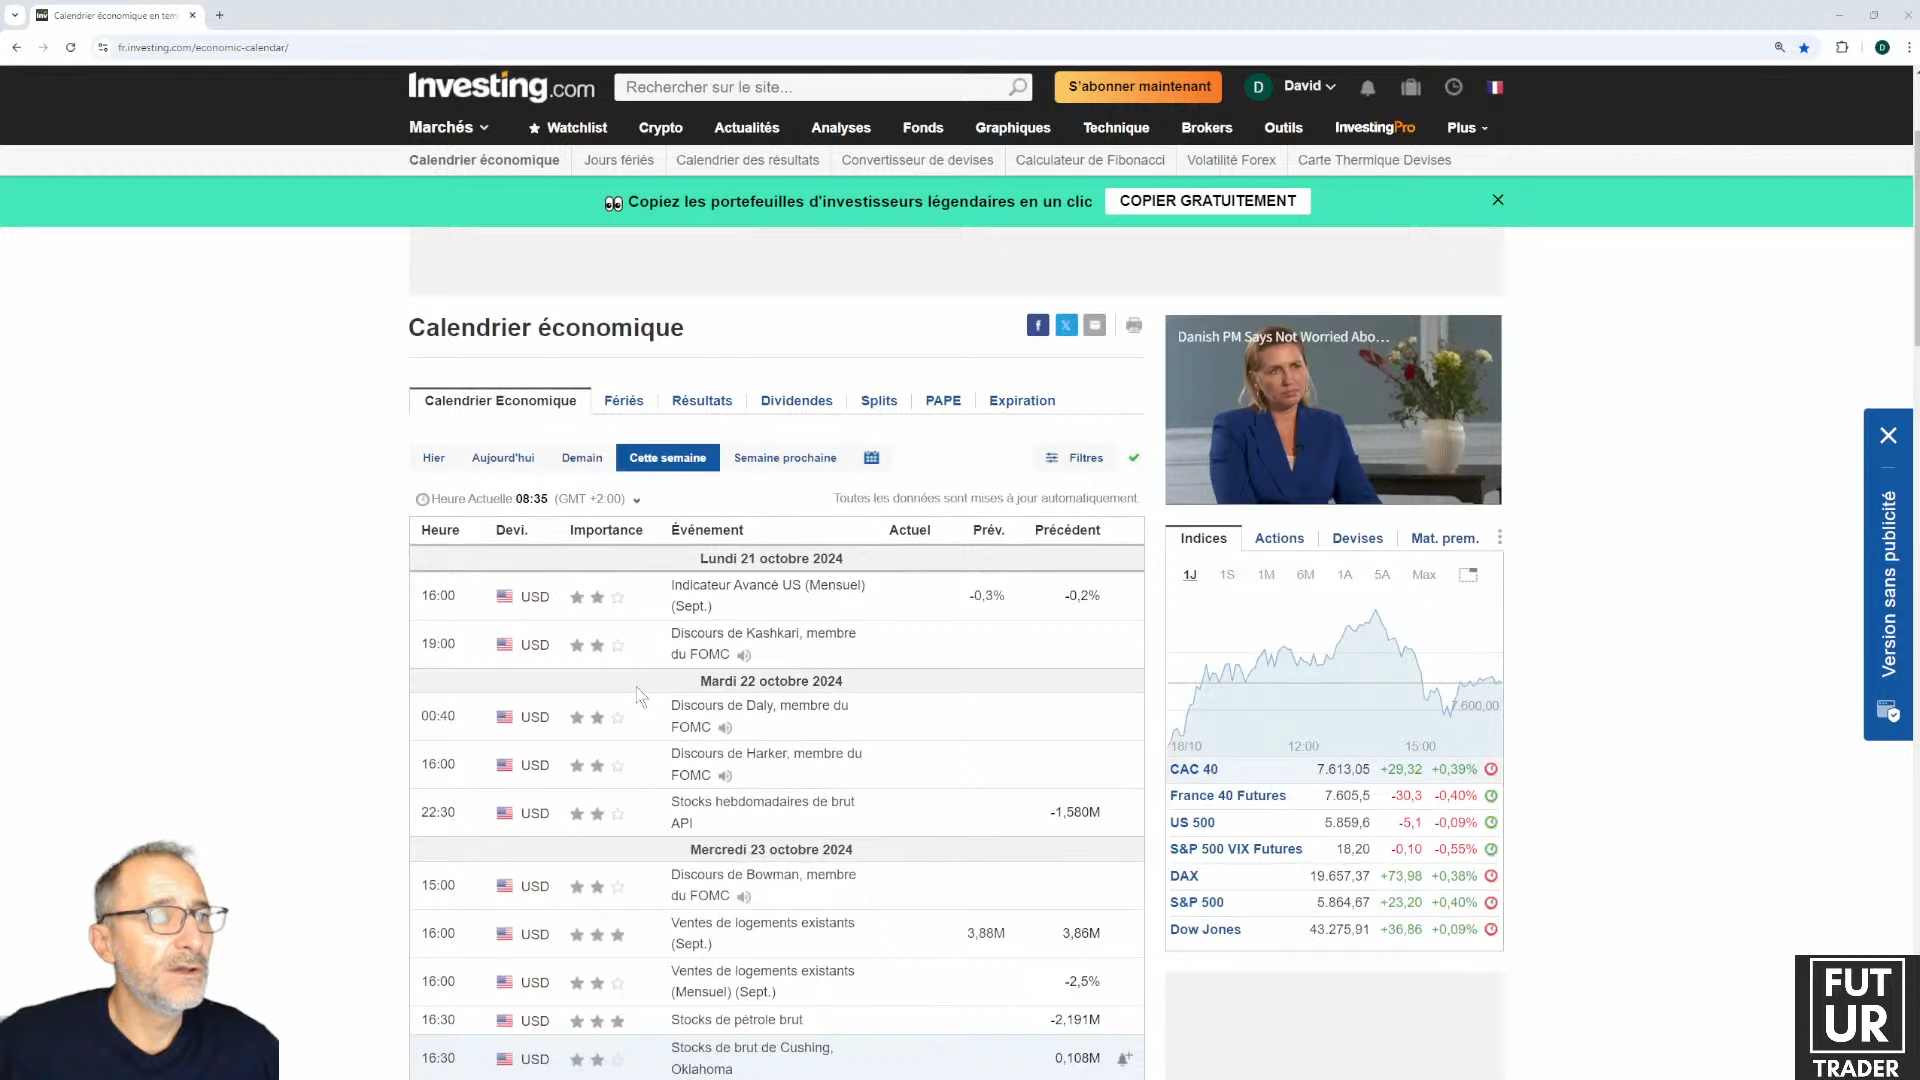 Calendrier économique en tem
fr.investing.com/economic-calendar/
D
Investing.com
Rechercher sur le site...
S'abonner maintenant
D
David
Marchés
Watchlist
Crypto
Actualités
Analyses
Fonds
Graphiques
Technique
Brokers
Outils
InvestingPro
Plus
Calendrier économique
Jours fériés
Calendrier des résultats
Convertisseur de devises
Calculateur de Fibonacci
Volatilité Forex
Carte Thermique Devises
Copiez les portefeuilles d'investisseurs légendaires en un clic
COPIER GRATUITEMENT
Calendrier économique
Calendrier Economique
Fériés
Résultats
Dividendes
Splits
PAPE
Expiration
Hier
Aujourd'hui
Demain
Cette semaine
Semaine prochaine
Filtres
Heure Actuelle:08:35 (GMT +2:00)
Toutes les données sont mises à jour automatiquement.
Heure Devi. Importance Événement Actuel Prév. Précédent
Lundi 21 octobre 2024
16:00 USD Indicateur Avancé US (Mensuel) -0,3% -0,2%
(Sept.)
19:00 USD Discours de Kashkari, membre
du FOMC
Mardi 22 octobre 2024
00:40 USD Discours de Daly, membre du
FOMC
16:00 USD Discours de Harker, membre du
FOMC
22:30 USD Stocks hebdomadaires de brut -1,580M
API
Mercredi 23 octobre 2024
15:00 USD Discours de Bowman, membre
du FOMC
16:00 USD Ventes de logements existants 3,88M 3,86M
(Sept.)
16:00 USD Ventes de logements existants -2,5%
(Mensuel) (Sept.)
16:30 USD Stocks de pétrole brut -2,191M
16:30 USD Stocks de brut de Cushing, 0,108M
Oklahoma
Danish PM Says Not Worried Abo...
Indices
Actions
Devises
Mat. prem.
1J 1S 1M 6M 1A 5A Max
7.600,00
18/10 12:00 15:00
CAC 40 7.613,05 +29,32 +0,39%
France 40 Futures 7.605,5 -30,3 -0,40%
US 500 5.859,6 -5,1 -0,09%
S&P 500 VIX Futures 18,20 -0,10 -0,55%
DAX 19.657,37 +73,98 +0,38%
S&P 500 5.864,67 +23,20 +0,40%
Dow Jones 43.275,91 +36,86 +0,09%
Version sans publicité
FUT
UR
TRADER